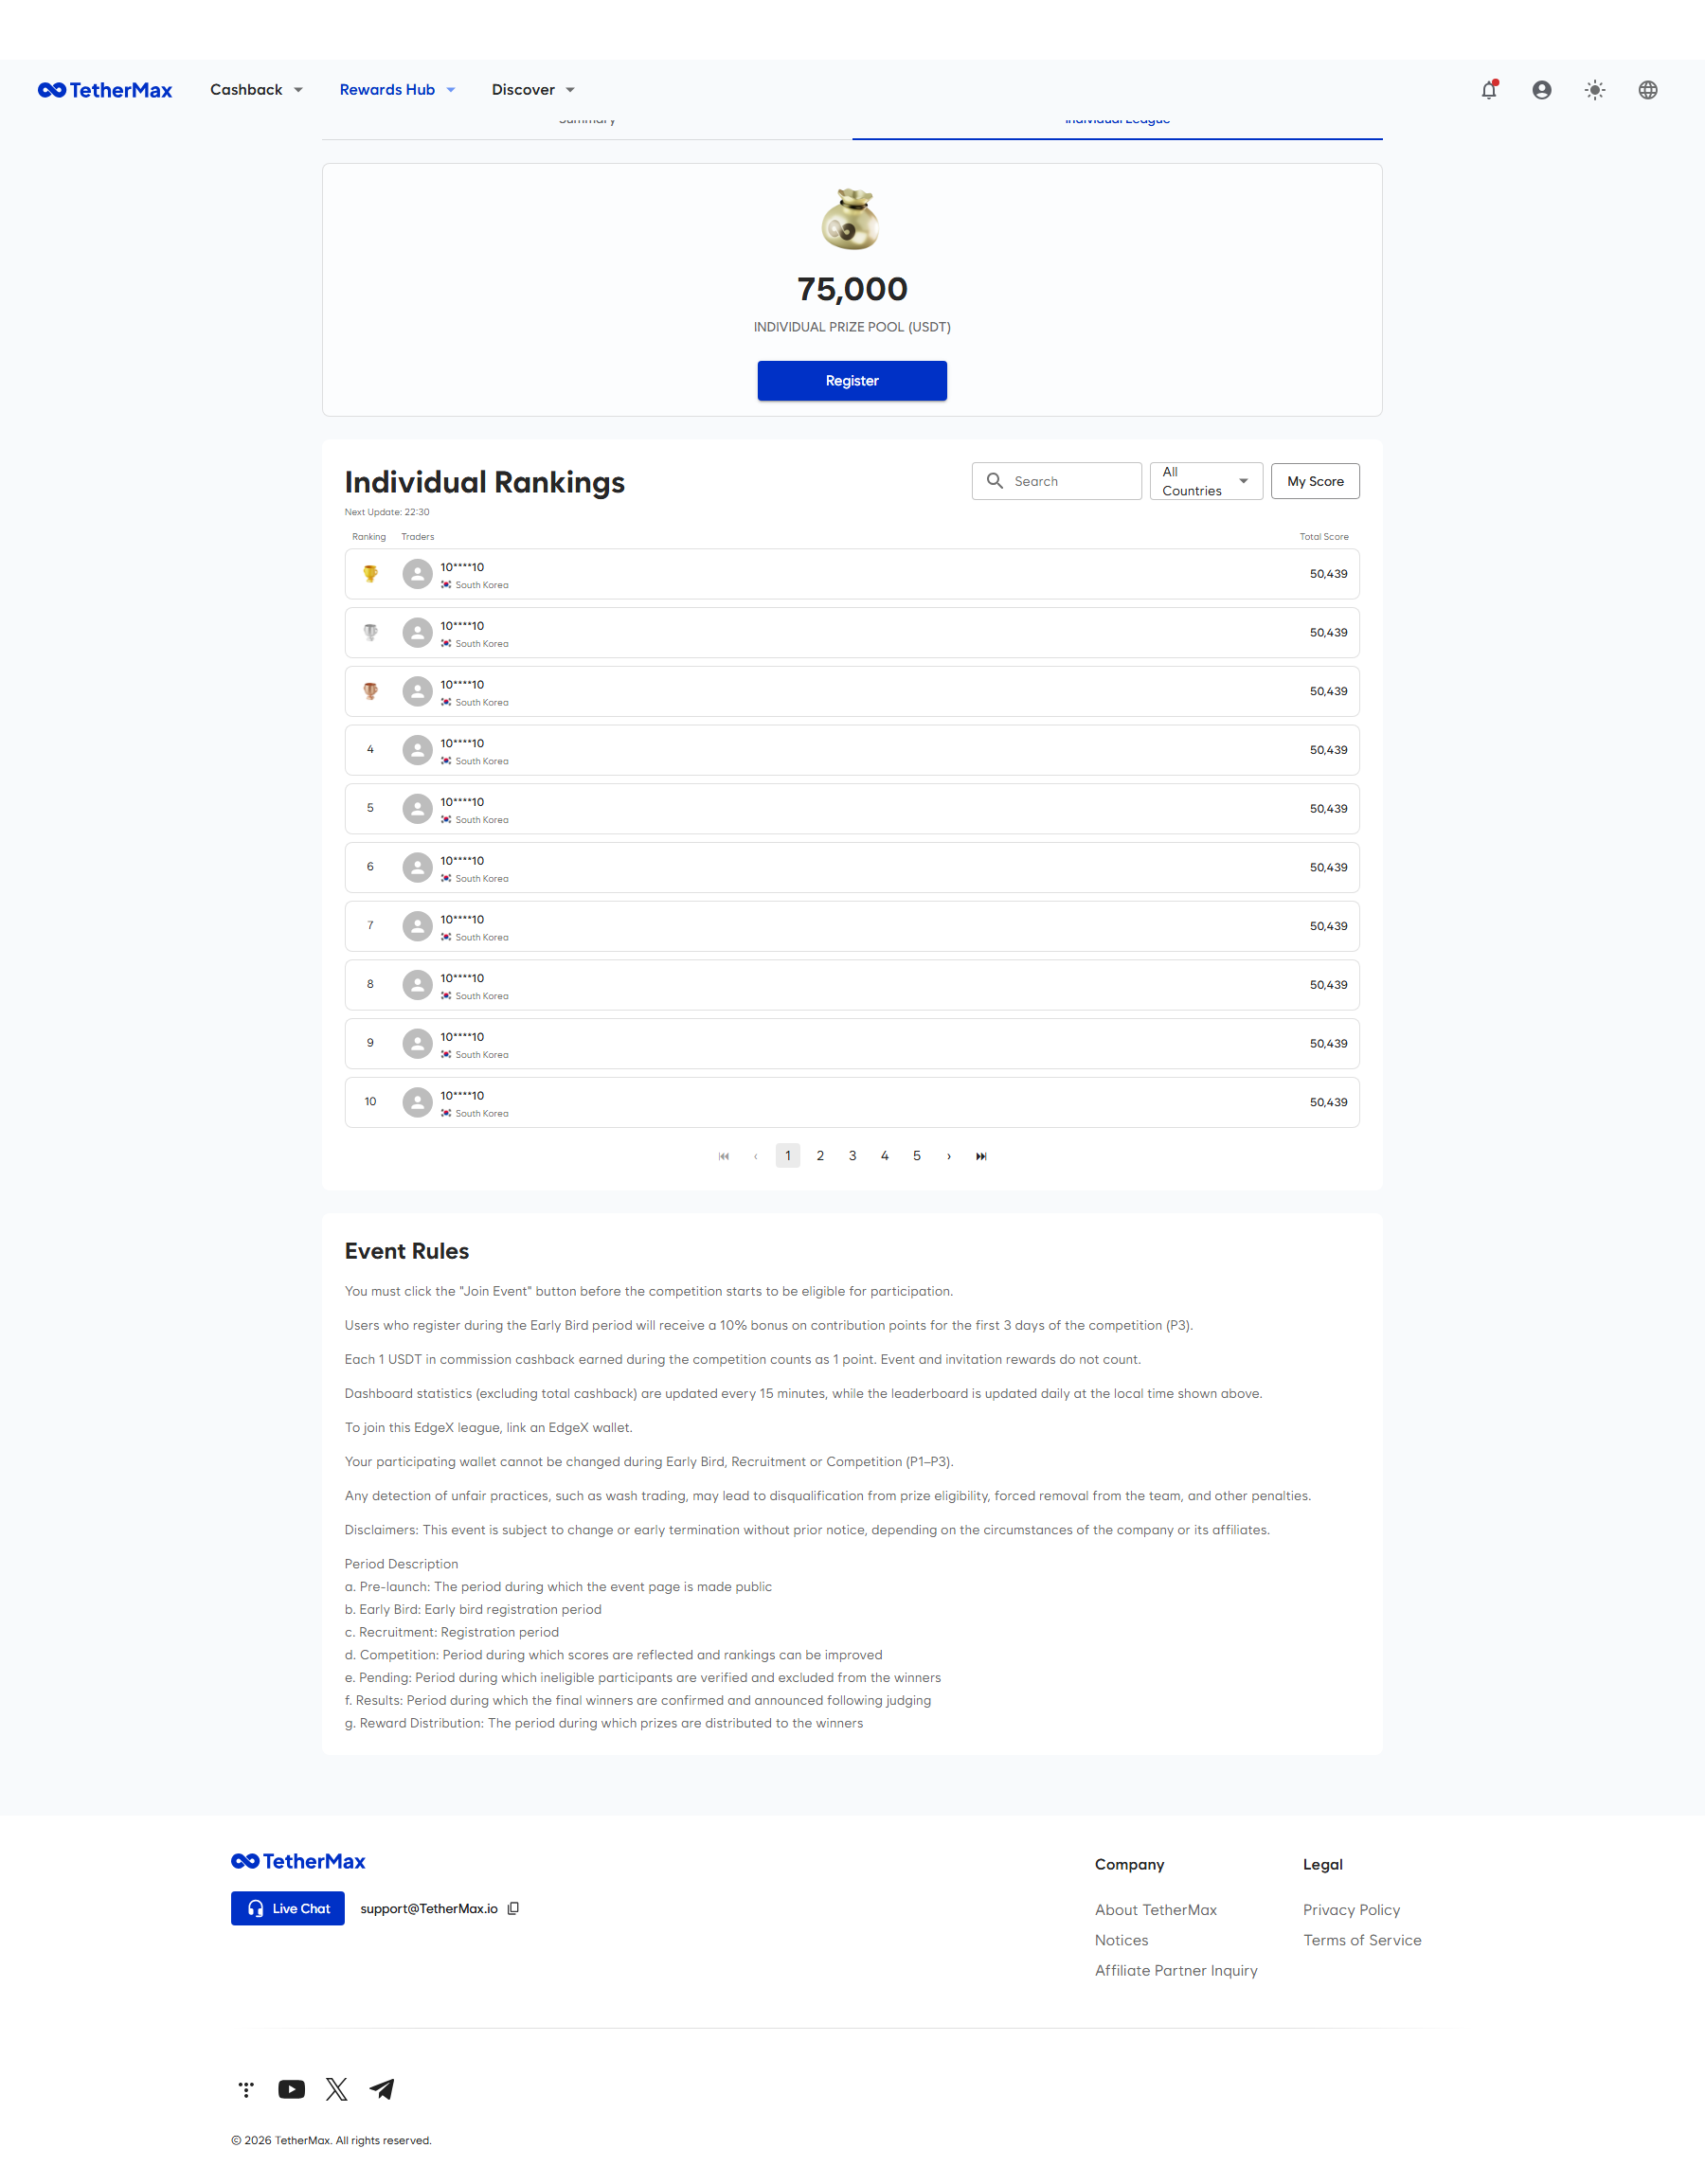 TetherMax
Cashback
Rewards Hub
Discover
Summary
Individual League
75,000
INDIVIDUAL PRIZE POOL (USDT)
Register
Individual Rankings
Search
All
Countries
My Score
Next Update: 22:30
Ranking Traders Total Score
10****10
South Korea
50,439
10****10
South Korea
50,439
10****10
South Korea
50,439
4
10****10
South Korea
50,439
5
10****10
South Korea
50,439
6
10****10
South Korea
50,439
7
10****10
South Korea
50,439
8
10****10
South Korea
50,439
9
10****10
South Korea
50,439
10
10****10
South Korea
50,439
1 2 3 4 5
Event Rules
You must click the "Join Event" button before the competition starts to be eligible for participation.
Users who register during the Early Bird period will receive a 10% bonus on contribution points for the first 3 days of the competition (P3).
Each 1 USDT in commission cashback earned during the competition counts as 1 point. Event and invitation rewards do not count.
Dashboard statistics (excluding total cashback) are updated every 15 minutes, while the leaderboard is updated daily at the local time shown above.
To join this EdgeX league, link an EdgeX wallet.
Your participating wallet cannot be changed during Early Bird, Recruitment or Competition (P1–P3).
Any detection of unfair practices, such as wash trading, may lead to disqualification from prize eligibility, forced removal from the team, and other penalties.
Disclaimers: This event is subject to change or early termination without prior notice, depending on the circumstances of the company or its affiliates.
Period Description
a. Pre-launch: The period during which the event page is made public
b. Early Bird: Early bird registration period
c. Recruitment: Registration period
d. Competition: Period during which scores are reflected and rankings can be improved
e. Pending: Period during which ineligible participants are verified and excluded from the winners
f. Results: Period during which the final winners are confirmed and announced following judging
g. Reward Distribution: The period during which prizes are distributed to the winners
TetherMax
Live Chat
support@TetherMax.io
Company
About TetherMax
Notices
Affiliate Partner Inquiry
Legal
Privacy Policy
Terms of Service
© 2026 TetherMax. All rights reserved.